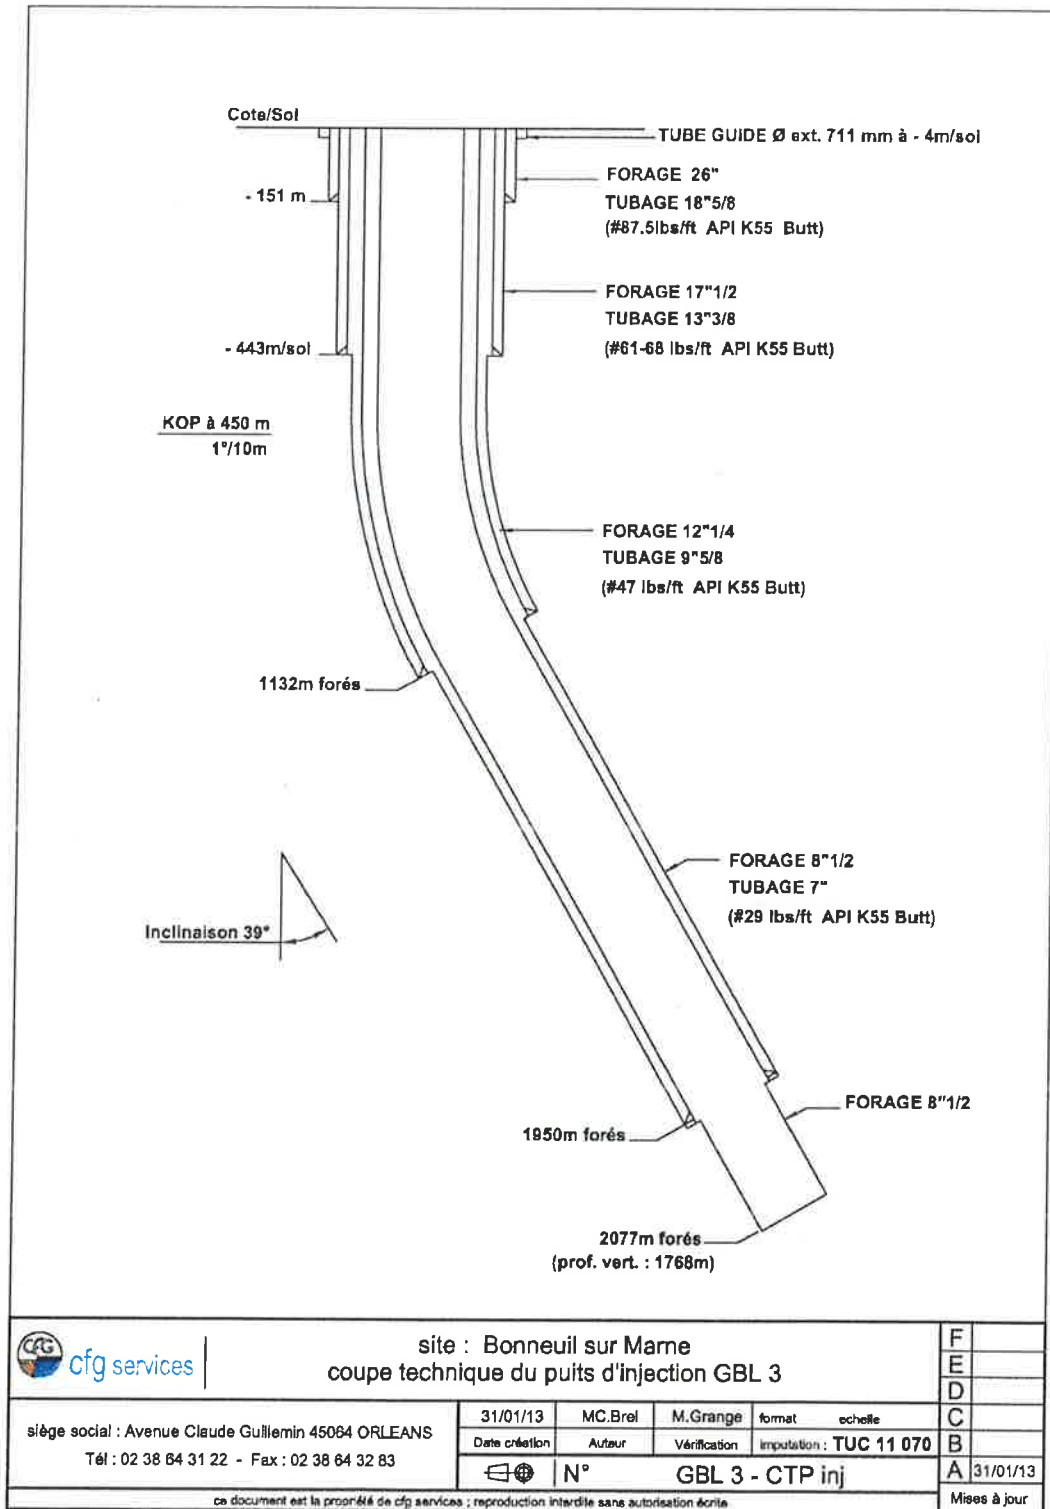 Cote/Sol
TUBE GUIDE Ø ext. 711 mm à - 4m/sol
FORAGE 26"
- 151 m
TUBAGE 18"5/8
(#87.5lbs/ft API K55 Butt)
FORAGE 17"1/2
TUBAGE 13"3/8
- 443m/sol
(#61-68 lbs/ft API K55 Butt)
KOP à 450 m
1°/10m
FORAGE 12"1/4
TUBAGE 9"5/8
(#47 lbs/ft API K55 Butt)
1132m forés
FORAGE 8"1/2
TUBAGE 7"
(#29 lbs/ft API K55 Butt)
Inclinaison 39°
FORAGE 8"1/2
1950m forés
2077m forés
(prof. vert. : 1768m)
CFG cfg services
site : Bonneuil sur Marne
coupe technique du puits d'injection GBL 3
siège social : Avenue Claude Guillemin 45064 ORLEANS
Tél : 02 38 64 31 22 - Fax : 02 38 64 32 83
31/01/13 MC.Brel M.Grange format echelle
Date création Auteur Vérification imputation : TUC 11 070
N° GBL 3 - CTP inj
F
E
D
C
B
A 31/01/13
Mises à jour
ce document est la propriété de cfg services ; reproduction interdite sans autorisation écrite